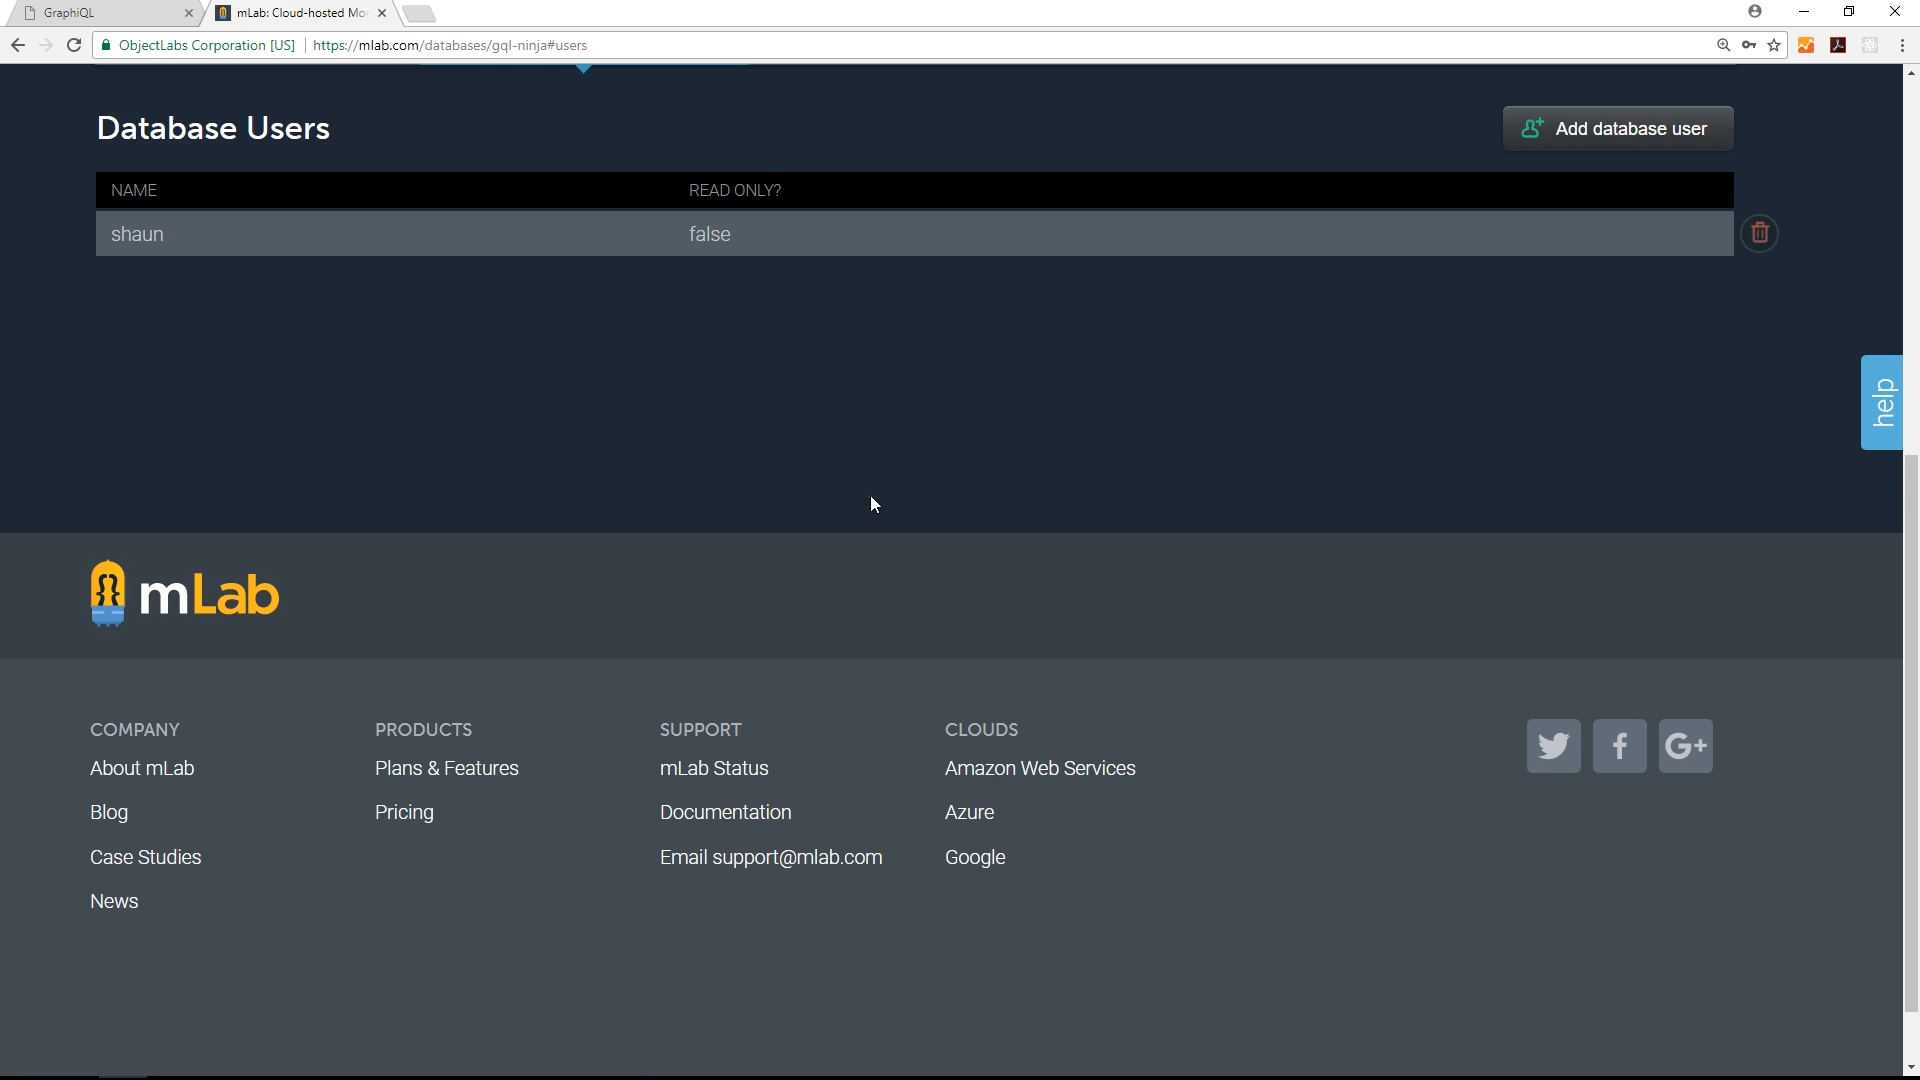 GraphiQL
mLab: Cloud-hosted Mo
ObjectLabs Corporation [US] https://mlab.com/databases/gql-ninja#users
Database Users
Add database user
NAME READ ONLY?
shaun false
help
mLab
COMPANY PRODUCTS SUPPORT CLOUDS
About mLab Plans & Features mLab Status Amazon Web Services
Blog Pricing Documentation Azure
Case Studies Email support@mlab.com Google
News